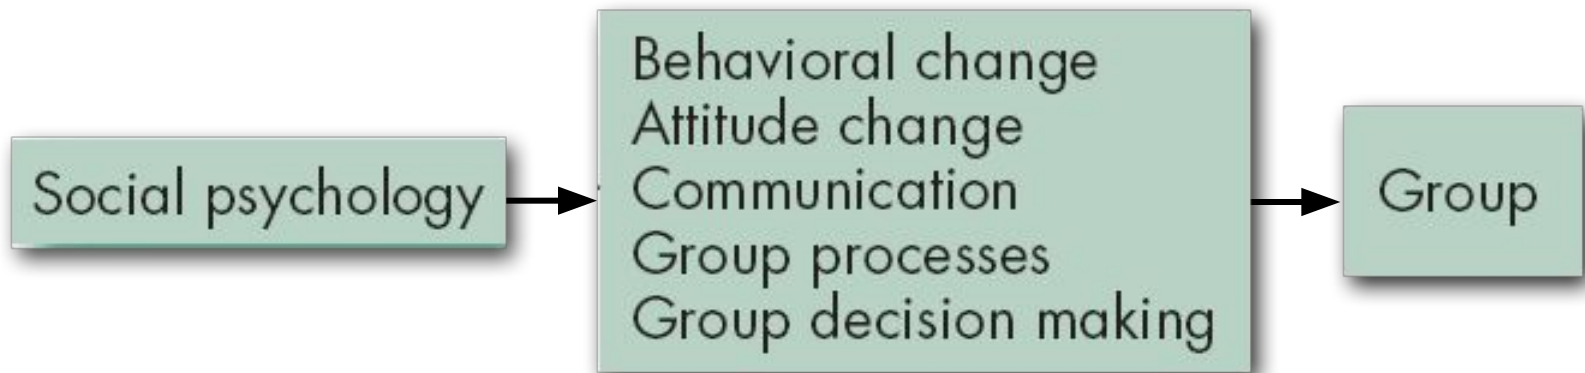 Social psychology
Behavioral change
Attitude change
Communication
Group processes
Group decision making
Group